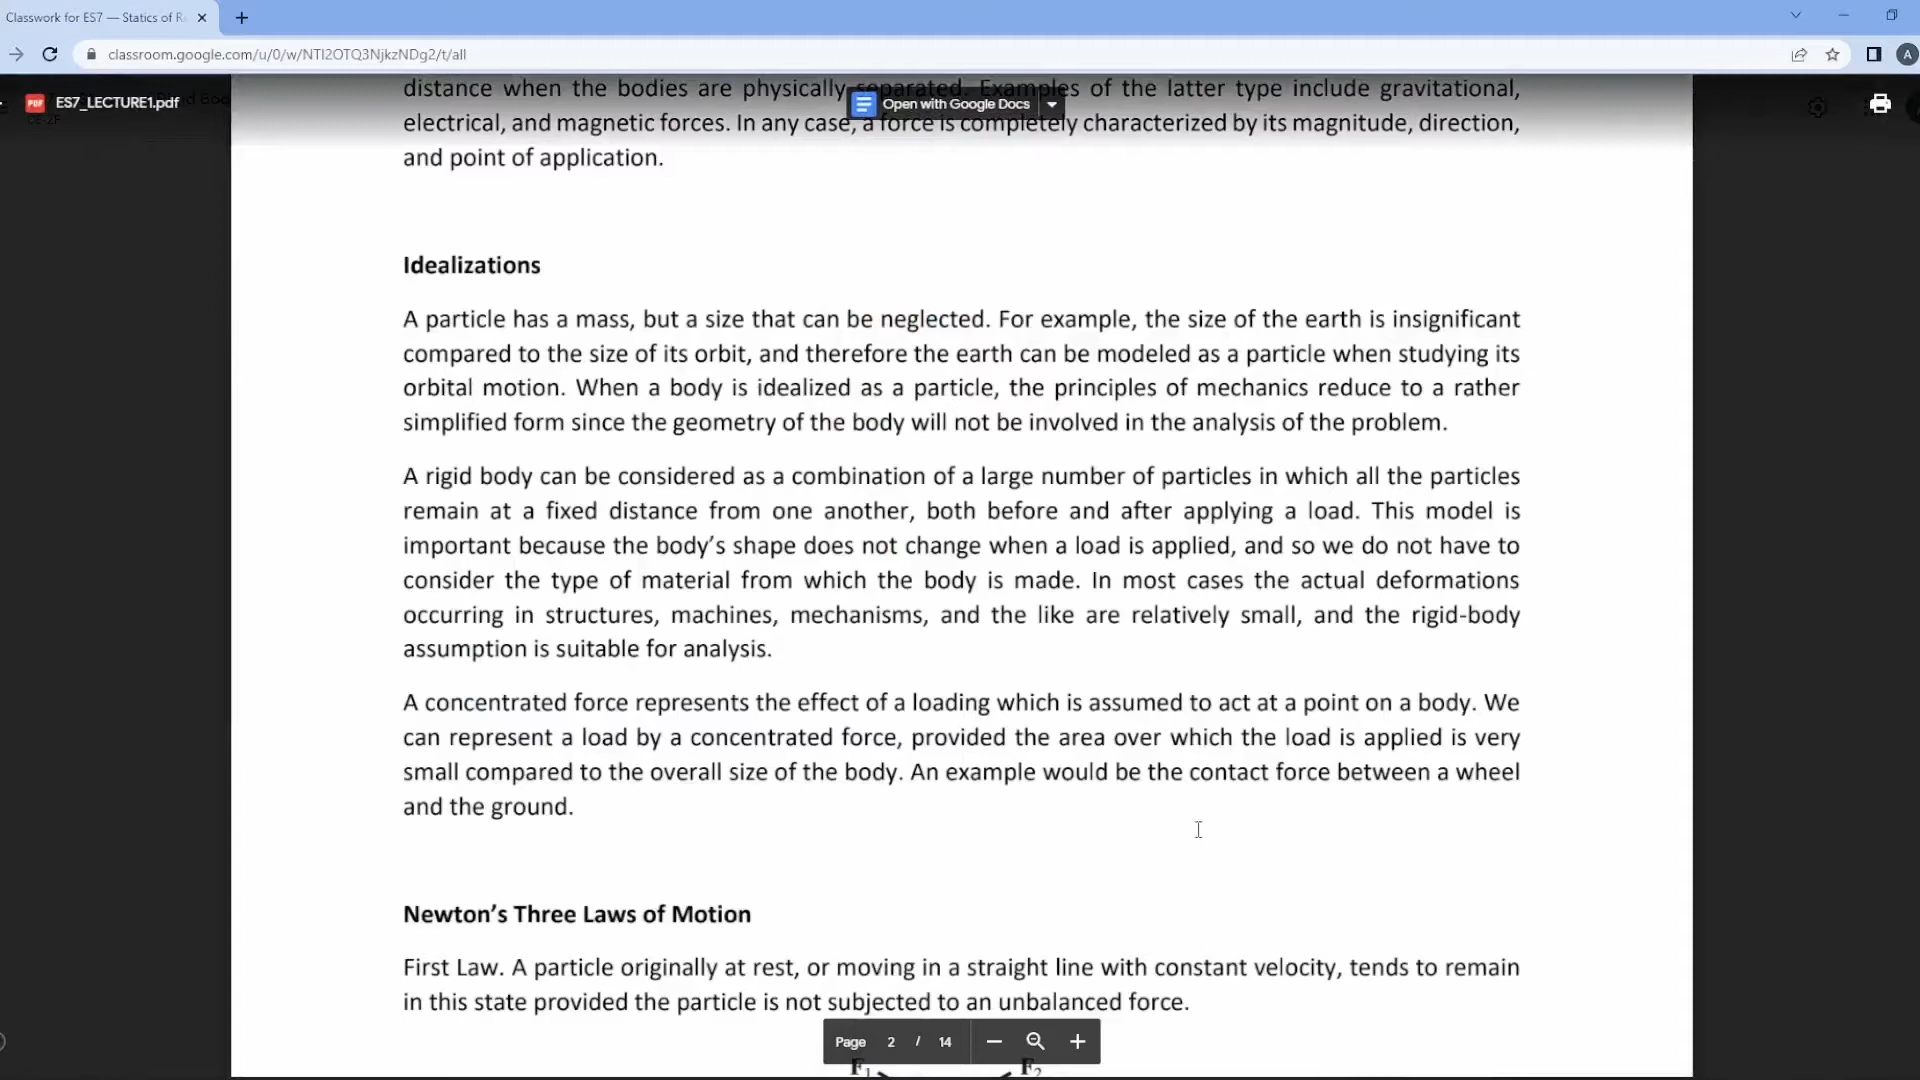 Classwork for ES7 — Statics of R
classroom.google.com/u/0/w/NTI2OTQ3NjkzNDg2/t/all
A
distance when the bodies are physically separated. Examples of the latter type include gravitational,
PDF ES7_LECTURE1.pdf
Open with Google Docs
electrical, and magnetic forces. In any case, a force is completely characterized by its magnitude, direction,
and point of application.
Idealizations
A particle has a mass, but a size that can be neglected. For example, the size of the earth is insignificant
compared to the size of its orbit, and therefore the earth can be modeled as a particle when studying its
orbital motion. When a body is idealized as a particle, the principles of mechanics reduce to a rather
simplified form since the geometry of the body will not be involved in the analysis of the problem.
A rigid body can be considered as a combination of a large number of particles in which all the particles
remain at a fixed distance from one another, both before and after applying a load. This model is
important because the body’s shape does not change when a load is applied, and so we do not have to
consider the type of material from which the body is made. In most cases the actual deformations
occurring in structures, machines, mechanisms, and the like are relatively small, and the rigid-body
assumption is suitable for analysis.
A concentrated force represents the effect of a loading which is assumed to act at a point on a body. We
can represent a load by a concentrated force, provided the area over which the load is applied is very
small compared to the overall size of the body. An example would be the contact force between a wheel
and the ground.
Newton’s Three Laws of Motion
First Law. A particle originally at rest, or moving in a straight line with constant velocity, tends to remain
in this state provided the particle is not subjected to an unbalanced force.
Page 2 / 14
F1 F2